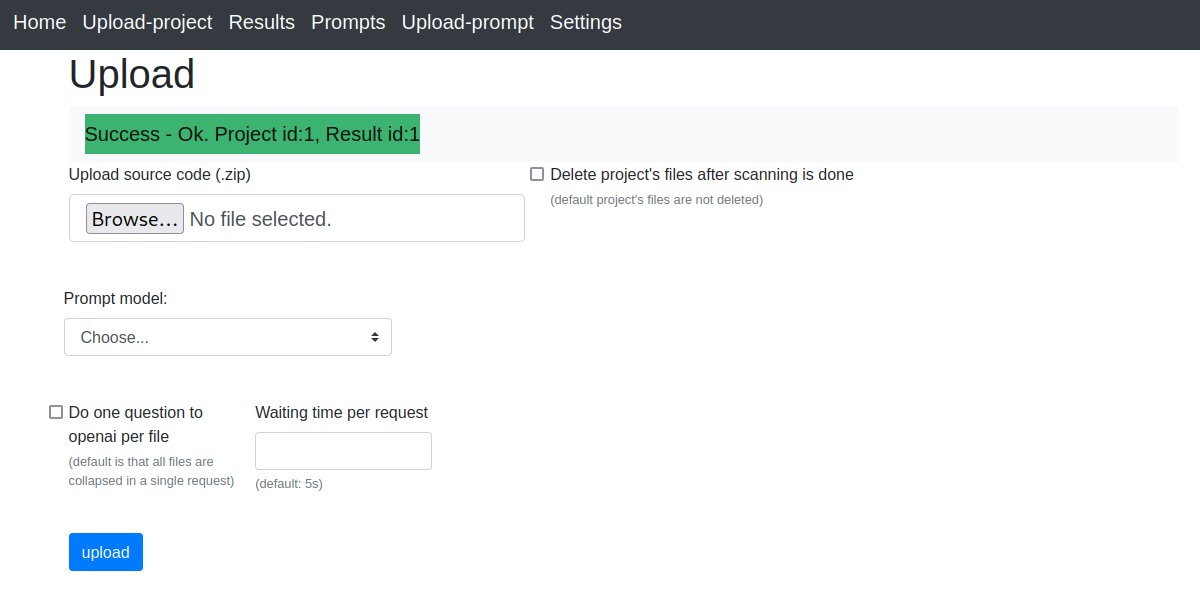 Home Upload-project Results Prompts Upload-prompt Settings
Upload
Success - Ok. Project id:1, Result id:1
Upload source code (.zip)
Delete project's files after scanning is done
(default project's files are not deleted)
Browse... No file selected.
Prompt model:
Choose...
Do one question to
openai per file
(default is that all files are
collapsed in a single request)
Waiting time per request
(default: 5s)
upload